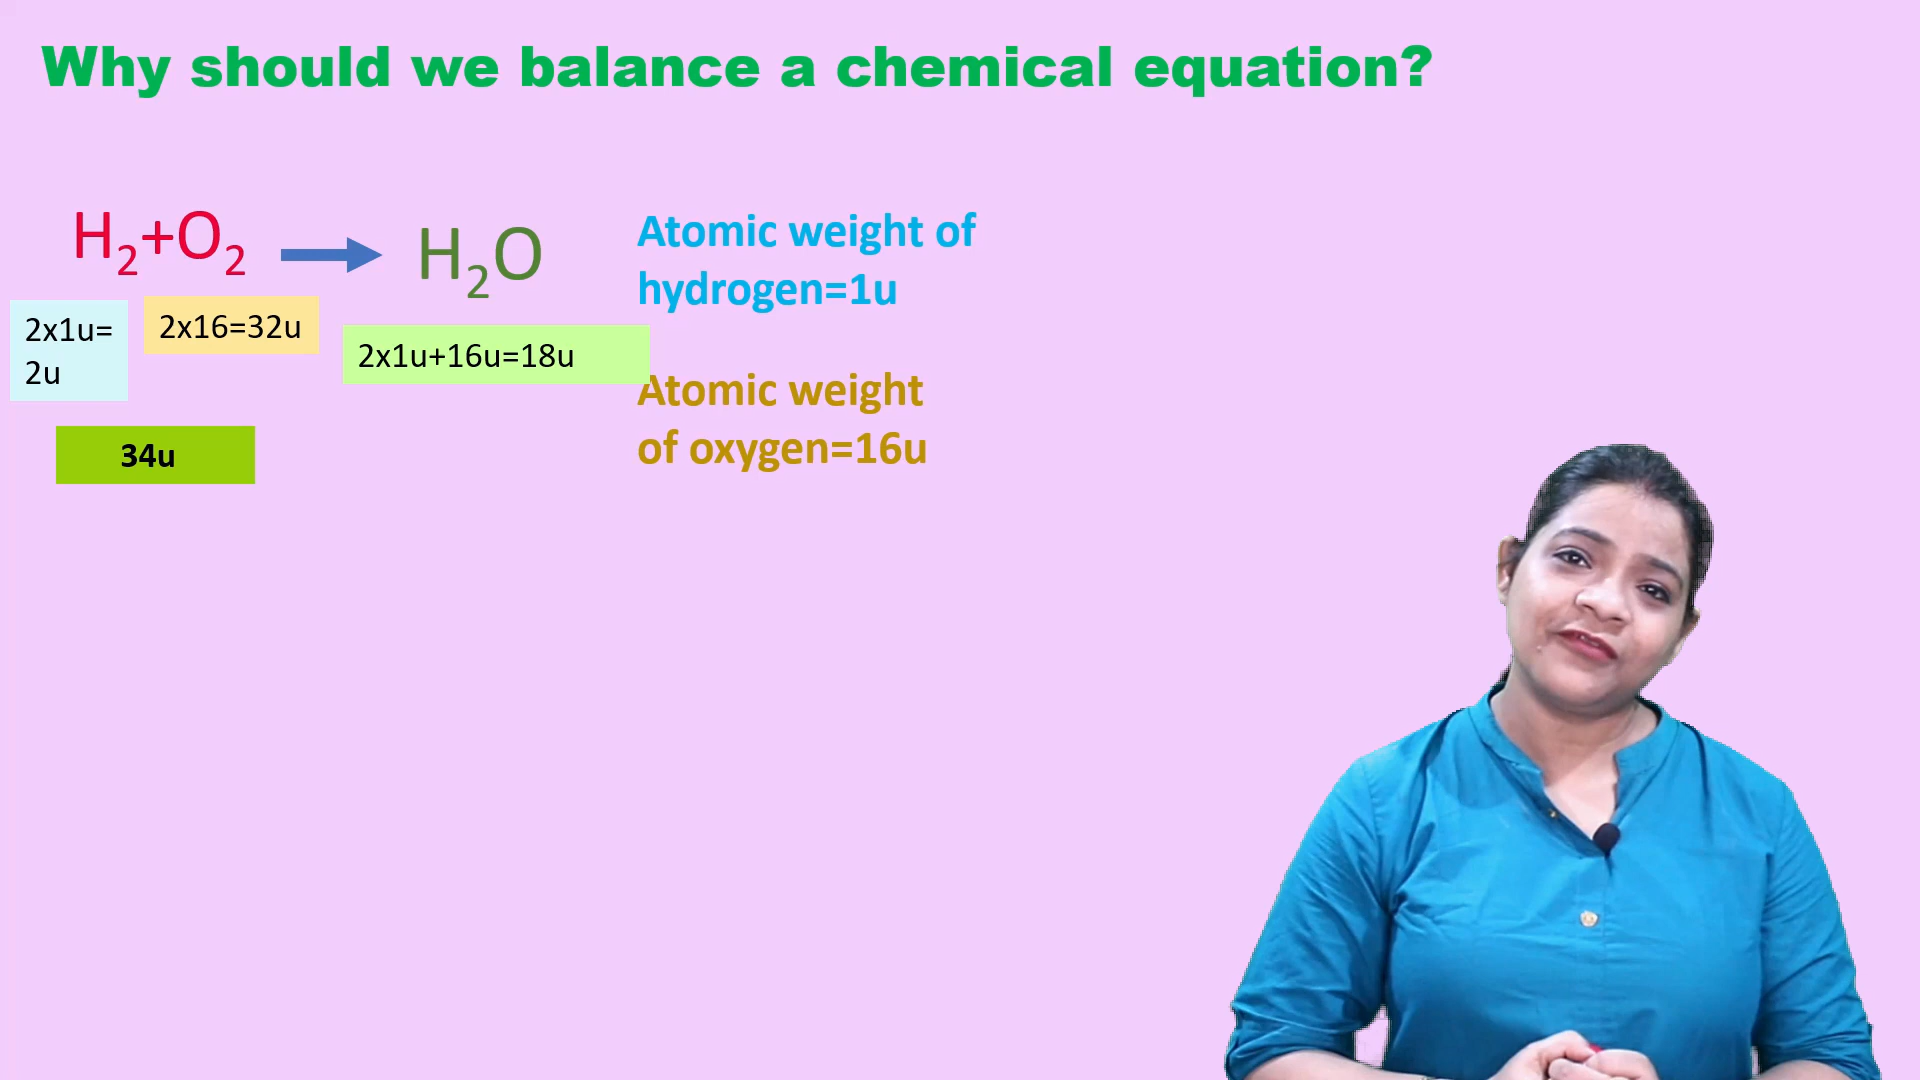 Why should we balance a chemical equation?
H₂+O₂
H₂O
2x1u=
2u
2x16=32u
2x1u+16u=18u
34u
Atomic weight of
hydrogen=1u
Atomic weight
of oxygen=16u